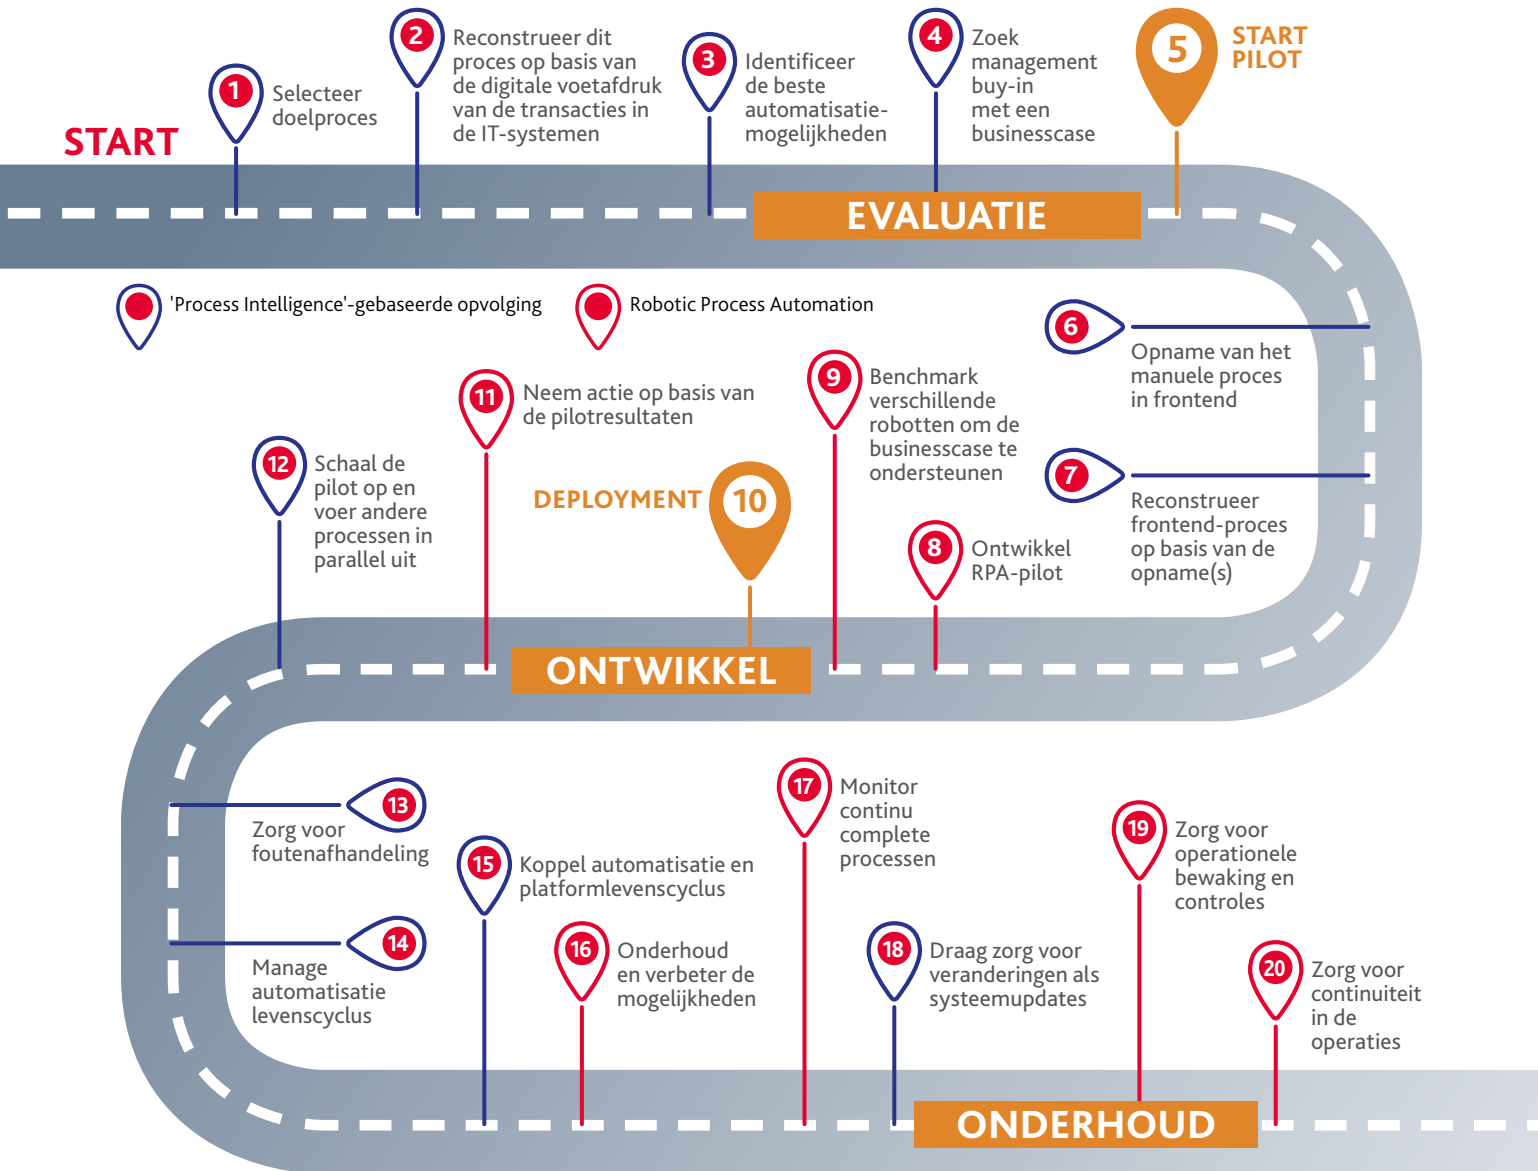 START
1
Selecteer
doelproces
2
Reconstrueer dit
proces op basis van
de digitale voetafdruk
van de transacties in
de IT-systemen
3
Identificeer
de beste
automatisatie-
mogelijkheden
4
Zoek
management
buy-in
met een
businesscase
5
START
PILOT
EVALUATIE
'Process Intelligence'-gebaseerde opvolging
Robotic Process Automation
6
Opname van het
manuele proces
in frontend
7
Reconstrueer
frontend-proces
op basis van de
opname(s)
8
Ontwikkel
RPA-pilot
9
Benchmark
verschillende
robotten om de
businesscase te
ondersteunen
DEPLOYMENT
10
ONTWIKKEL
11
Neem actie op basis van
de pilotresultaten
12
Schaal de
pilot op en
voer andere
processen in
parallel uit
13
Zorg voor
foutenafhandeling
14
Manage
automatisatie
levenscyclus
15
Koppel automatisatie en
platformlevenscyclus
16
Onderhoud
en verbeter de
mogelijkheden
17
Monitor
continu
complete
processen
18
Draag zorg voor
veranderingen als
systeemupdates
19
Zorg voor
operationele
bewaking en
controles
20
Zorg voor
continuiteit
in de
operaties
ONDERHOUD